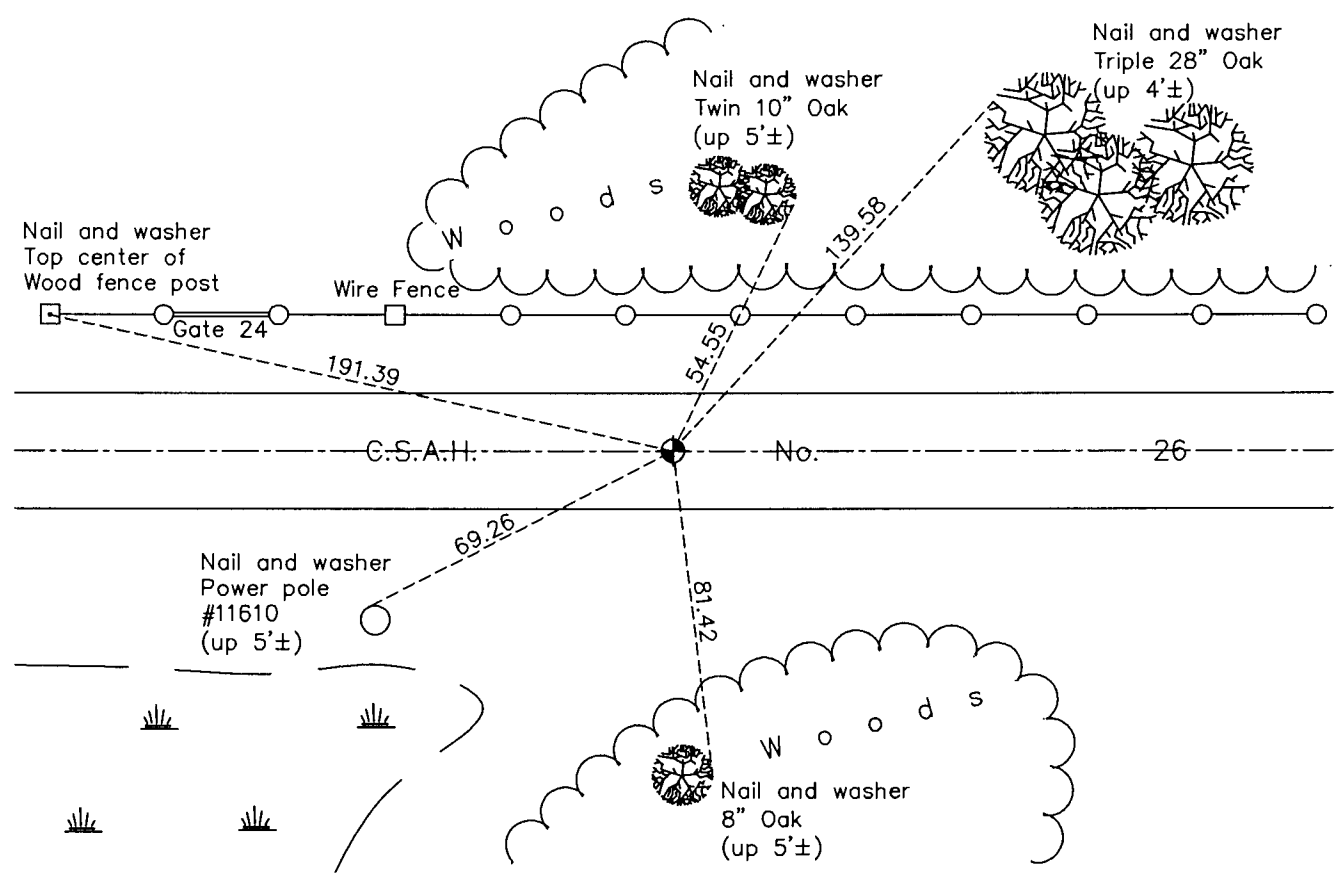 Nail and washer
Triple 28" Oak
(up 4'±)
Nail and washer
Twin 10" Oak
(up 5'±)
Woods
139.58
Nail and washer
Top center of
Wood fence post
Wire Fence
Gate 24
54.55
191.39
C.S.A.H. No. 26
69.26
Nail and washer
Power pole
#11610
(up 5'±)
81.42
Woods
Nail and washer
8" Oak
(up 5'±)